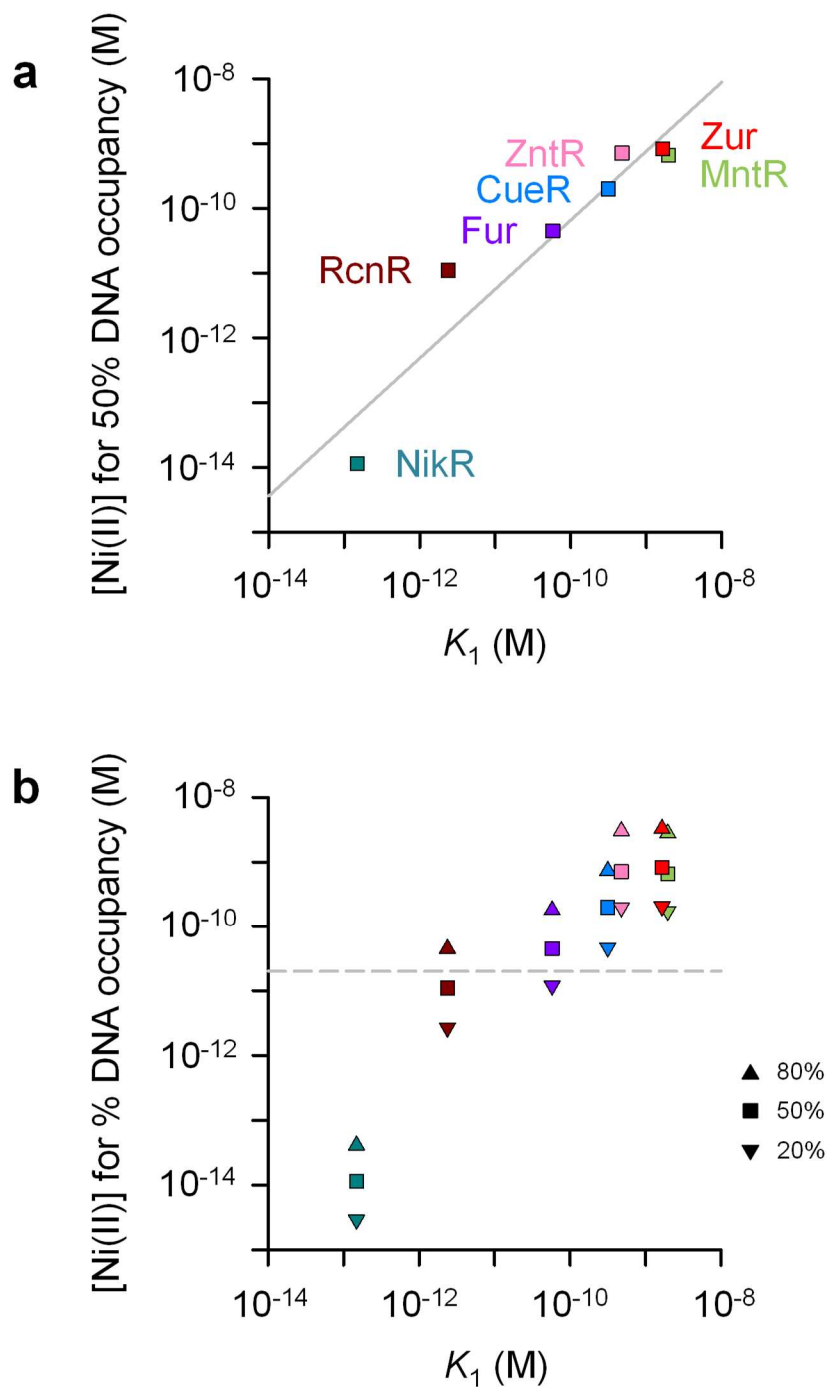 a
[Ni(II)] for 50% DNA occupancy (M)
10⁻⁸
10⁻¹⁰
10⁻¹²
10⁻¹⁴
ZntR
Zur
CueR
MntR
Fur
RcnR
NikR
10⁻¹⁴ 10⁻¹² 10⁻¹⁰ 10⁻⁸
K₁ (M)
b
[Ni(II)] for % DNA occupancy (M)
10⁻⁸
10⁻¹⁰
10⁻¹²
10⁻¹⁴
80%
50%
20%
10⁻¹⁴ 10⁻¹² 10⁻¹⁰ 10⁻⁸
K₁ (M)